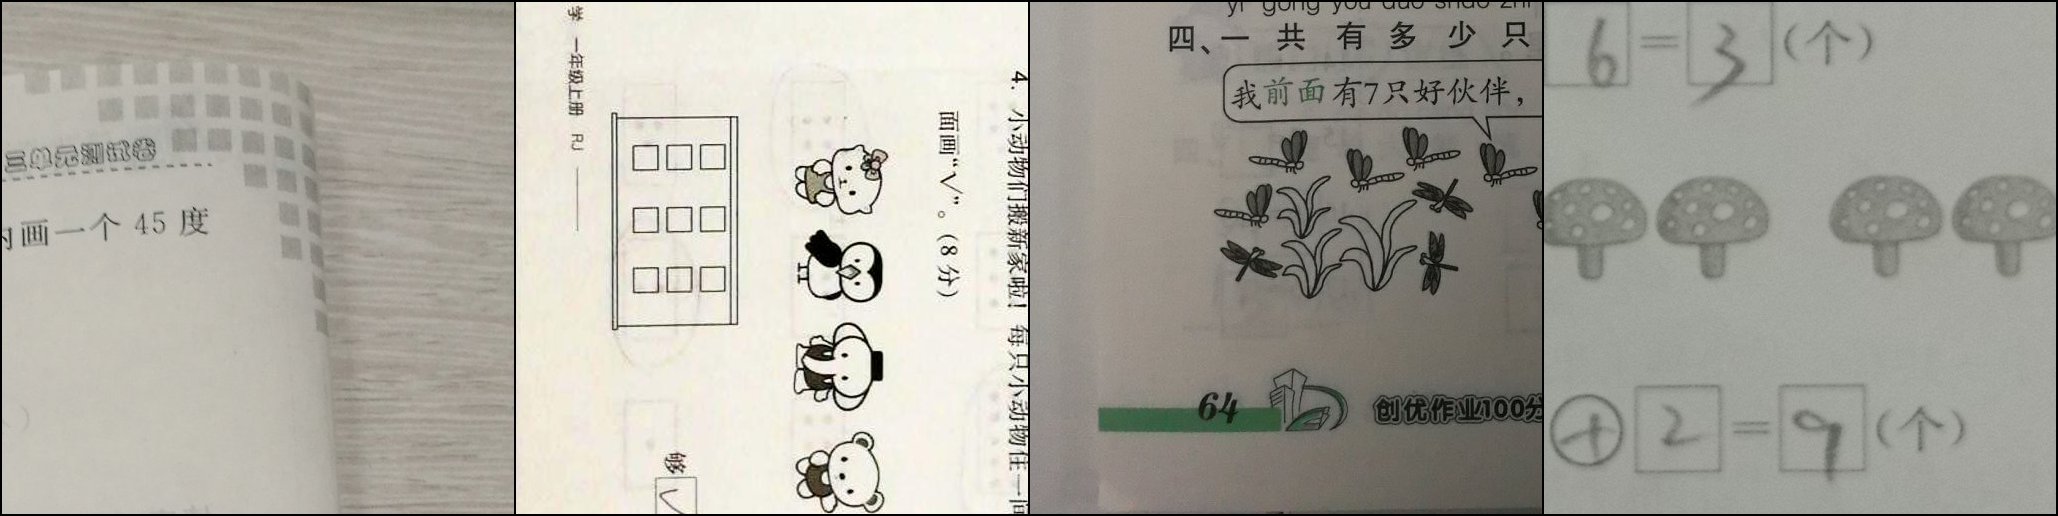 三单元测试卷
画一个 45 度
学 一年级上册 RJ
4. 小动物们搬新家啦！每只小动物住一间
面画“√”。(8 分)
够 √
yi gong you duo shao zhi
四、一共有多少只
我前面有7只好伙伴，
64
创优作业100分
6 = 3 (个)
+ 2 = 9 (个)